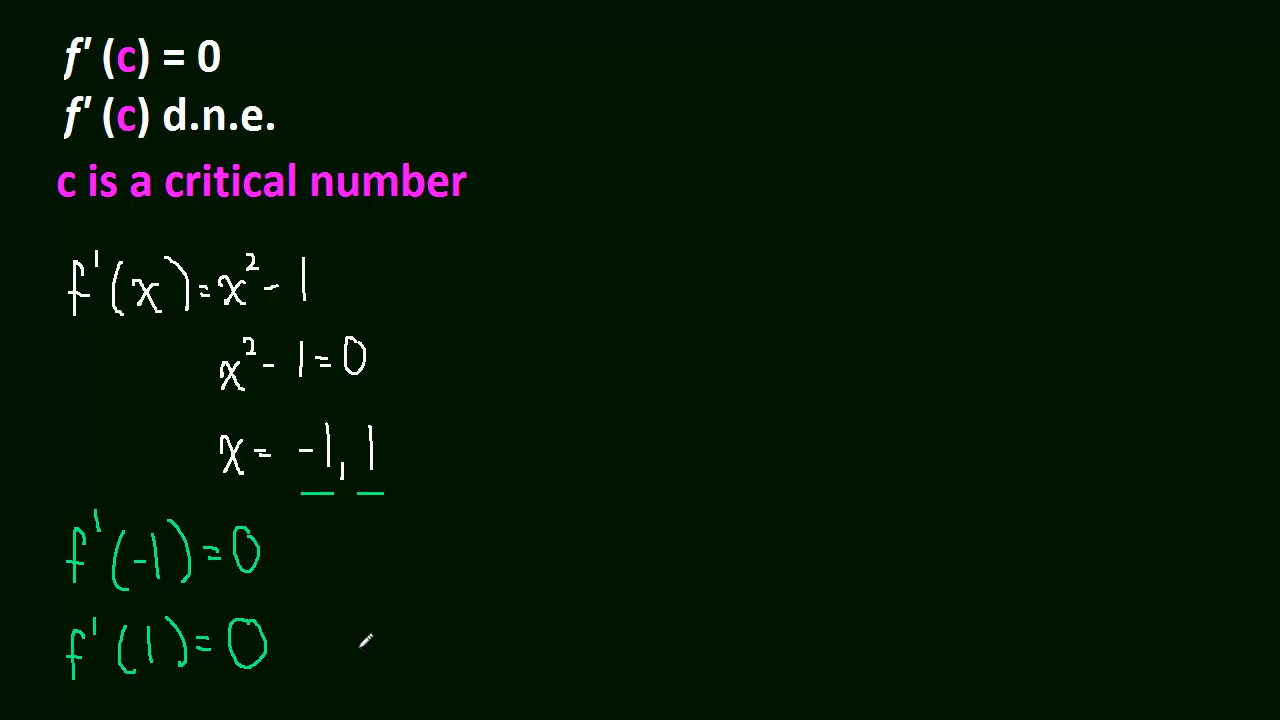 f' (c) = 0
f' (c) d.n.e.
c is a critical number
f'(x) = x² - 1
x² - 1 = 0
x = -1, 1
f'(-1) = 0
f'(1) = 0